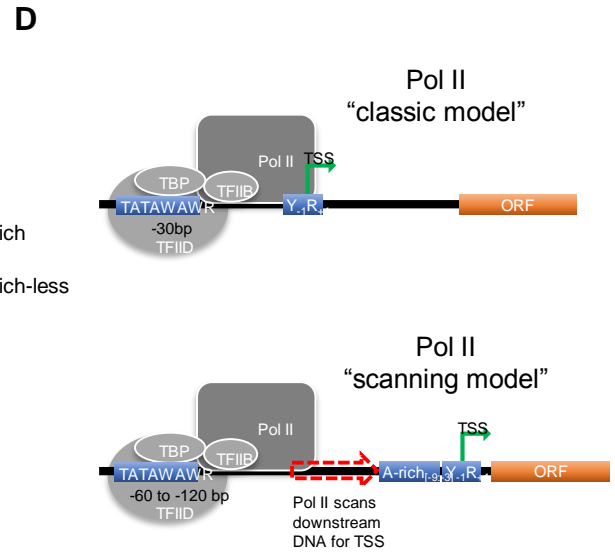 D
Pol II
“classic model”
Pol II
TSS
TBP
TFIIB
TATAWAWR
Y-1R+
ORF
-30bp
TFIID
ich
ich-less
Pol II
“scanning model”
Pol II
TSS
TBP
TFIIB
TATAWAWR
A-rich[-9,-3]
Y-1R+
ORF
-60 to -120 bp
TFIID
Pol II scans
downstream
DNA for TSS